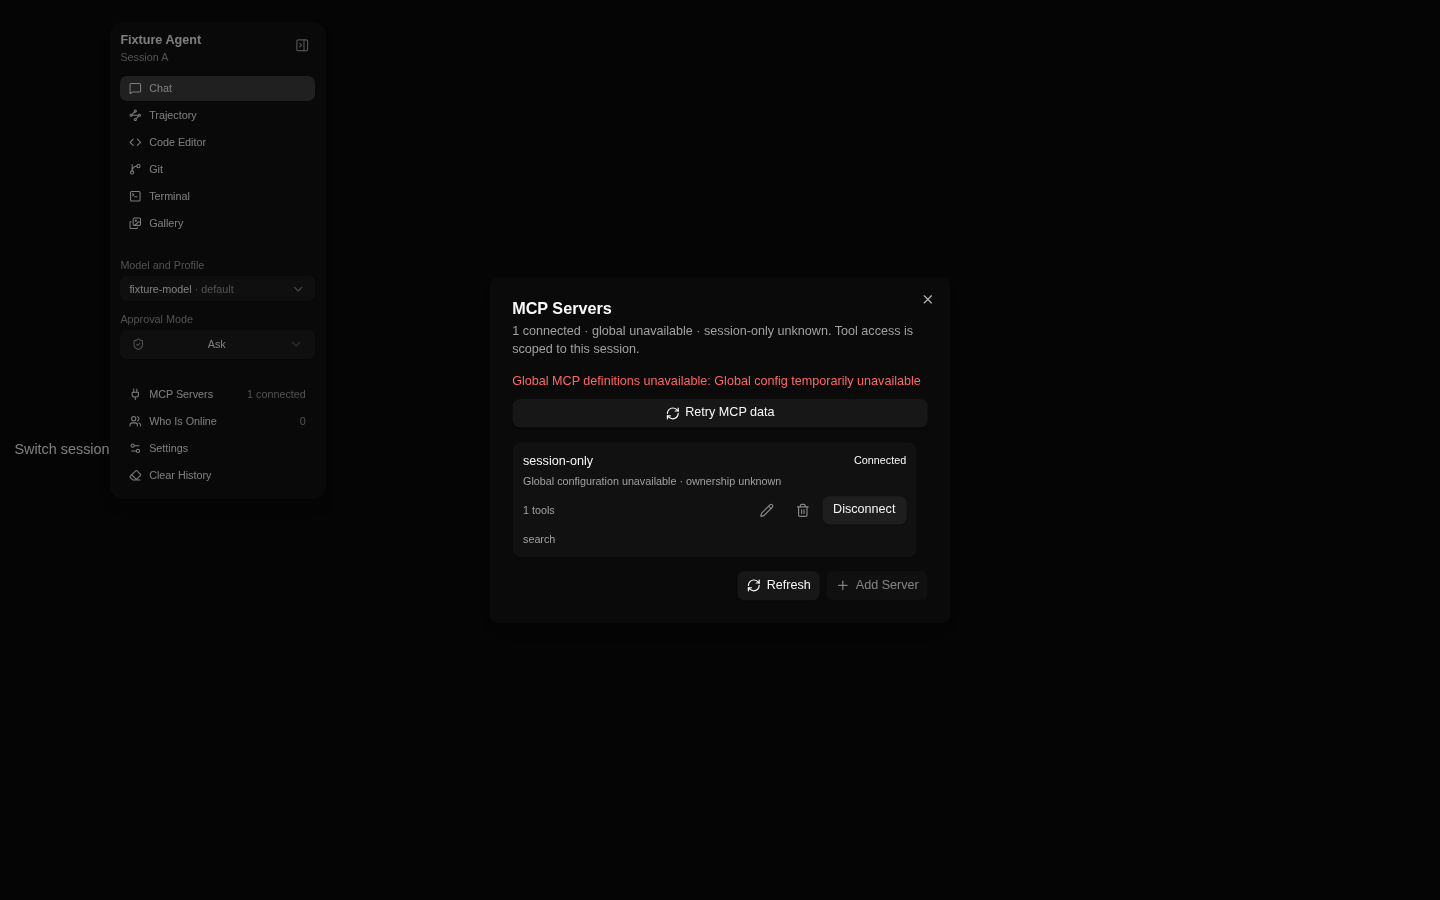 Fixture Agent
Session A
Chat
Trajectory
Code Editor
Git
Terminal
Gallery
Model and Profile
fixture-model · default
Approval Mode
Ask
MCP Servers 1 connected
Who Is Online 0
Switch session
Settings
Clear History
MCP Servers
1 connected · global unavailable · session-only unknown. Tool access is
scoped to this session.
Global MCP definitions unavailable: Global config temporarily unavailable
Retry MCP data
session-only Connected
Global configuration unavailable · ownership unknown
1 tools Disconnect
search
Refresh Add Server